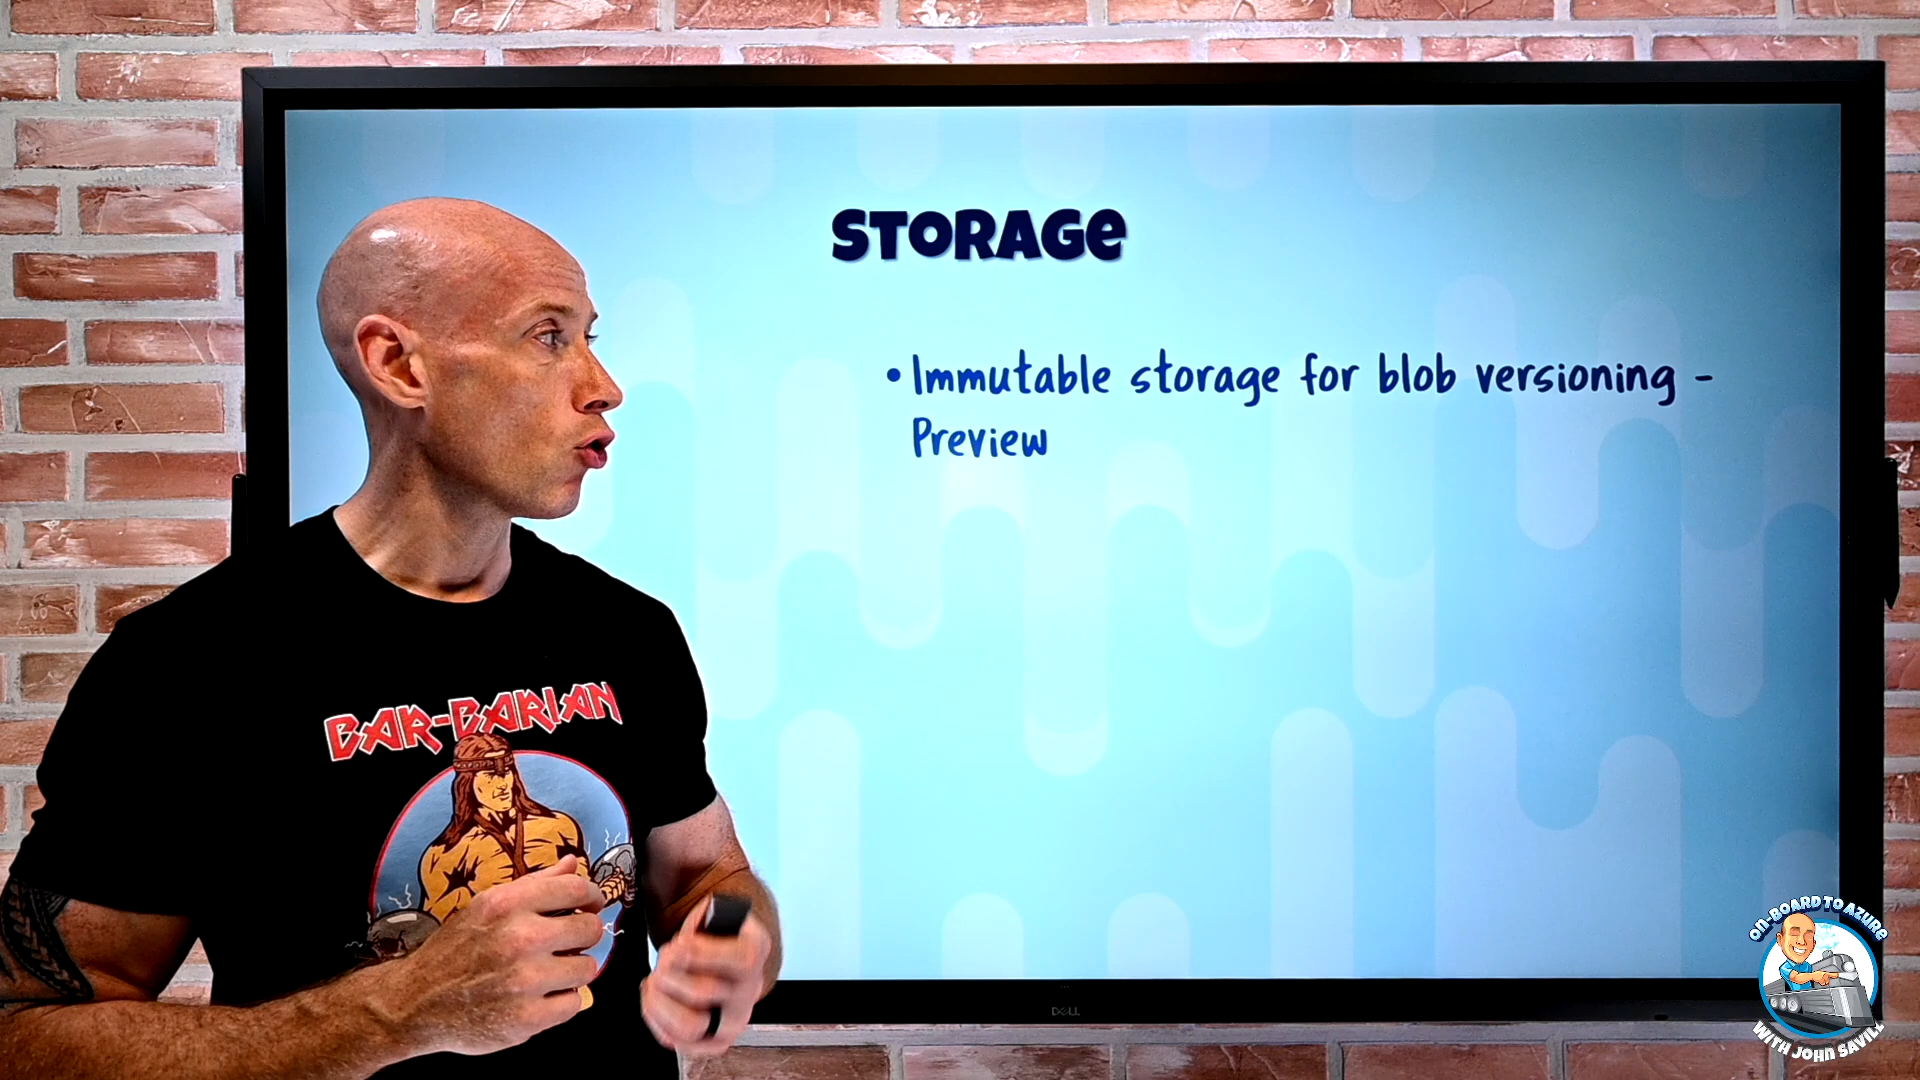 STORAGE
• Immutable storage for blob versioning -
Preview
BAR-BARIAN
DELL
ON-BOARD TO AZURE
WITH JOHN SAVILL